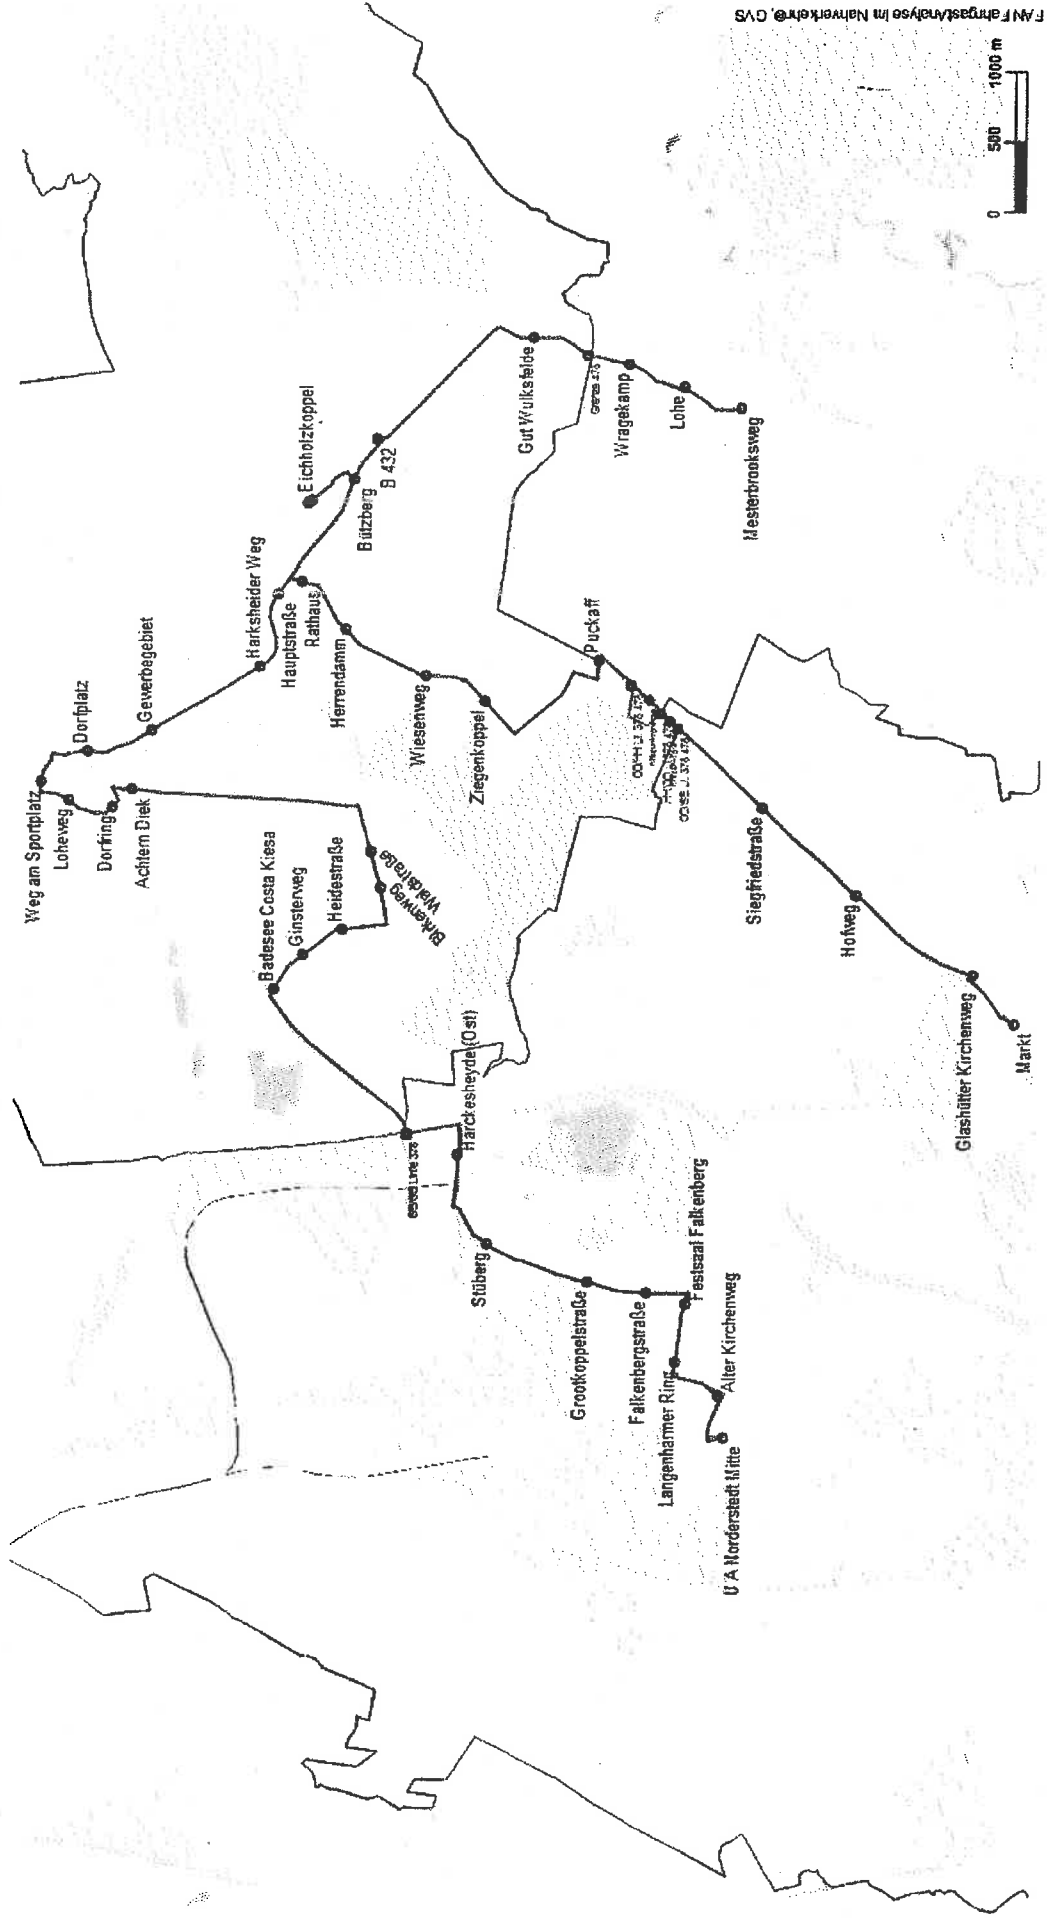 FAN FahrgastAnalyse im Nahverkehr®, GVS
0 500 1000 m
Weg am Sportplatz
Loheweg
Dorfring
Achtern Diek
Dorfplatz
Gewerbegebiet
Harksheider Weg
Hauptstraße
Rathaus
Herrendamm
Wiesenweg
Ziegenkoppel
Puckaff
Eichholzkoppel
Bützberg
B 432
Gut Wulksfelde
Grenze 476
Wragekamp
Lohe
Mesterbrooksweg
Badesee Costa Kiesa
Ginsterweg
Heidestraße
Birkenweg
Waldstraße
Harckesheyde (Ost)
Stüberg
Grootkoppelstraße
Falkenbergstraße
Festsaal Falkenberg
Langenharmer Ring
Alter Kirchenweg
U A Norderstedt Mitte
Siegfriedstraße
Hofweg
Glashütter Kirchenweg
Markt